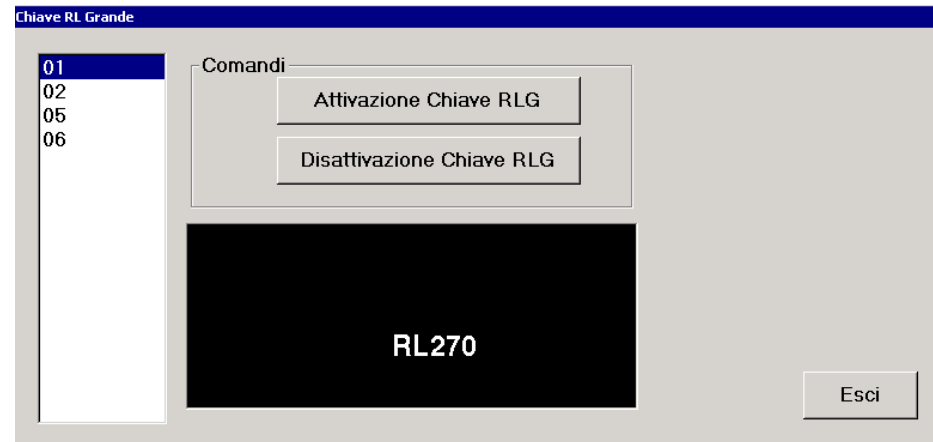 Chiave RL Grande
01
02
05
06
Comandi
Attivazione Chiave RLG
Disattivazione Chiave RLG
RL270
Esci